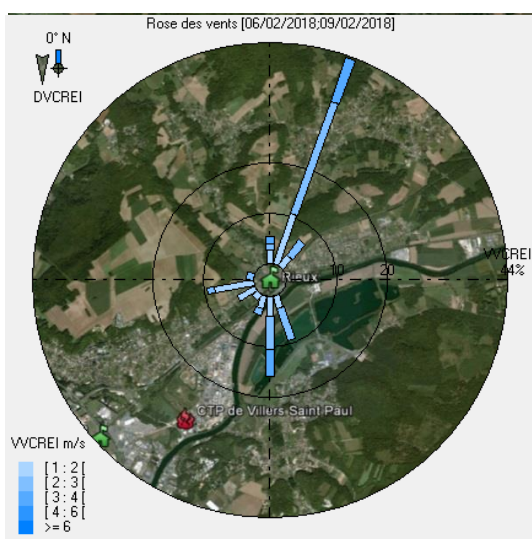 Rose des vents [06/02/2018;09/02/2018]
0° N
DVCREI
VVCREI
44%
Rieux
10
20
CTP de Villers Saint Paul
VVCREI m/s
[ 1 : 2 [
[ 2 : 3 [
[ 3 : 4 [
[ 4 : 6 [
>= 6